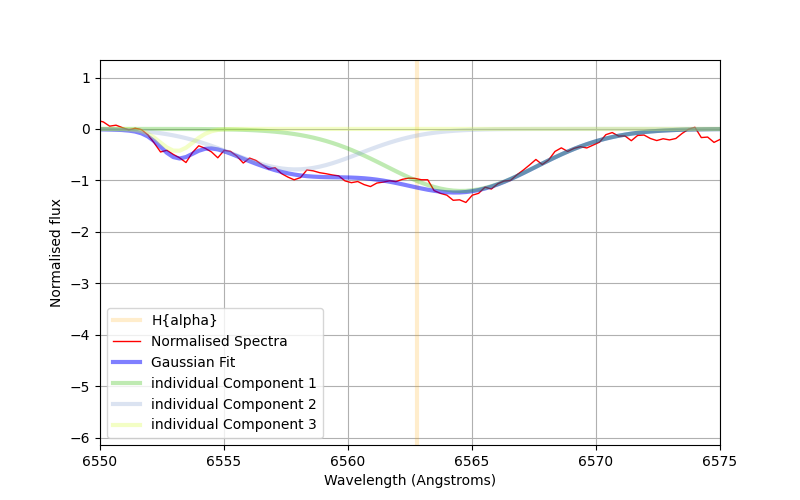 1
0
−1
−2
−3
−4
−5
−6
Normalised flux
H{alpha}
Normalised Spectra
Gaussian Fit
individual Component 1
individual Component 2
individual Component 3
6550 6555 6560 6565 6570 6575
Wavelength (Angstroms)